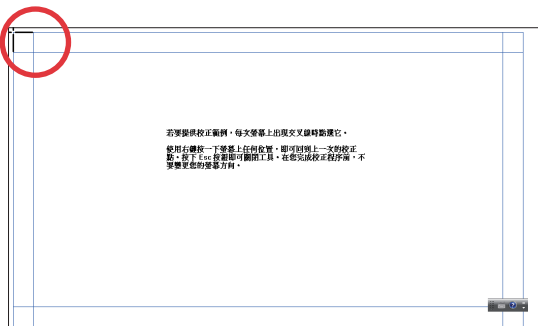 若要提供校正範例，每次螢幕上出現交叉線時點選它。
使用右鍵按一下螢幕上任何位置，即可回到上一次的校正
點。按下 Esc 按鈕即可關閉工具。在您完成校正程序前，不
要變更您的螢幕方向。